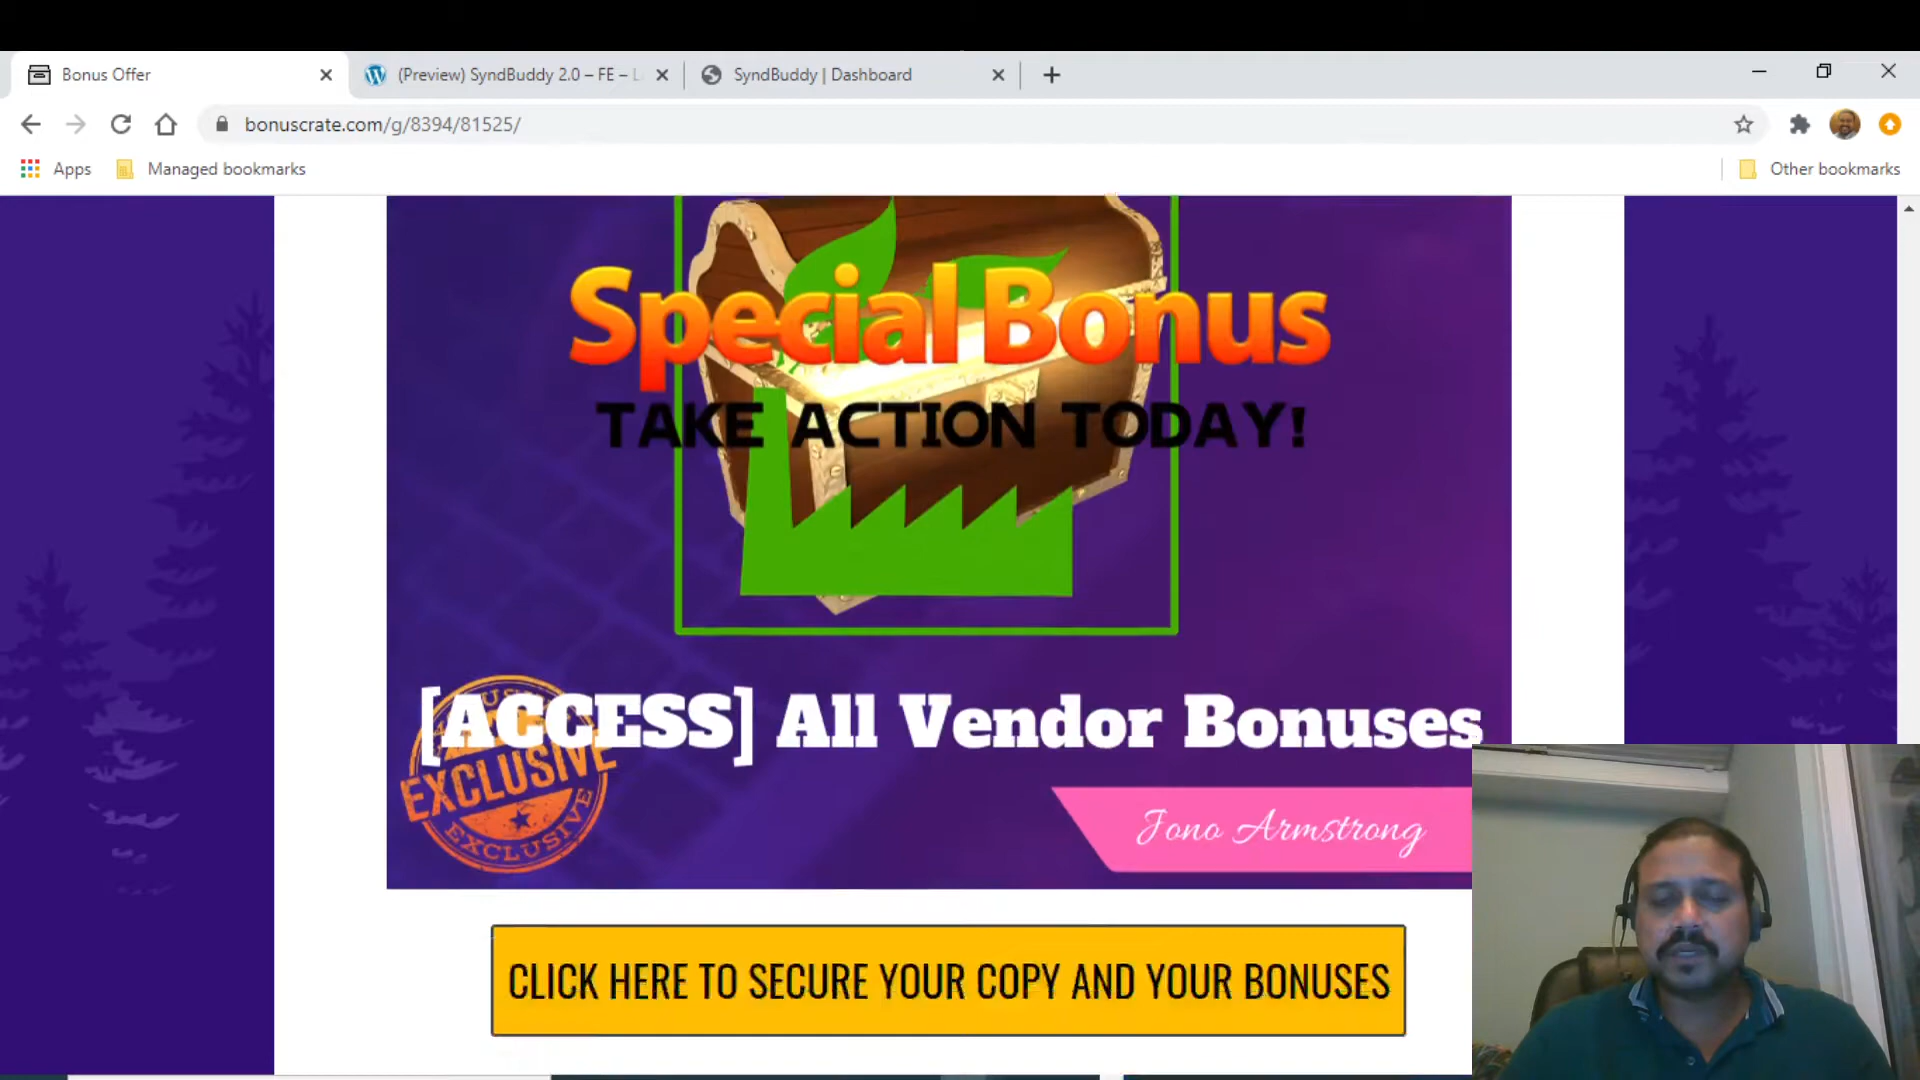 Bonus Offer
(Preview) SyndBuddy 2.0 – FE –
SyndBuddy | Dashboard
bonuscrate.com/g/8394/81525/
Apps
Managed bookmarks
Other bookmarks
Special Bonus
TAKE ACTION TODAY!
[ACCESS] All Vendor Bonuses
EXCLUSIVE
EXCLUSIVE
Jono Armstrong
CLICK HERE TO SECURE YOUR COPY AND YOUR BONUSES